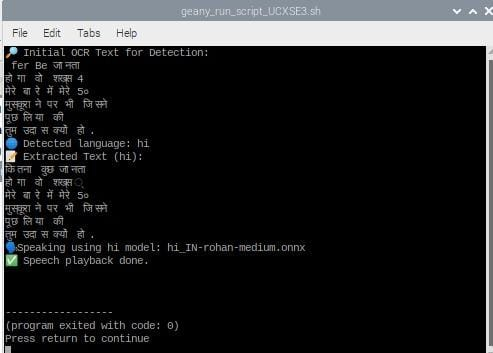 geany_run_script_UCXSE3.sh
File Edit Tabs Help
🔎 Initial OCR Text for Detection:
fer Be जानता
हो गा वो शख्स 4
मेरे बारे में मेरे 5०
मुस्कूराने पर भी जिसने
पूछ लिया की
तुम उदास क्यों हो .
🌐 Detected language: hi
📝 Extracted Text (hi):
कितना कुछ जानता
हो गा वो शख्स ्
मेरे बारे में मेरे 5०
मुस्कूराने पर भी जिसने
पूछ लिया की
तुम उदास क्यों हो .
🗣Speaking using hi model: hi_IN-rohan-medium.onnx
✅ Speech playback done.
------------------
(program exited with code: 0)
Press return to continue